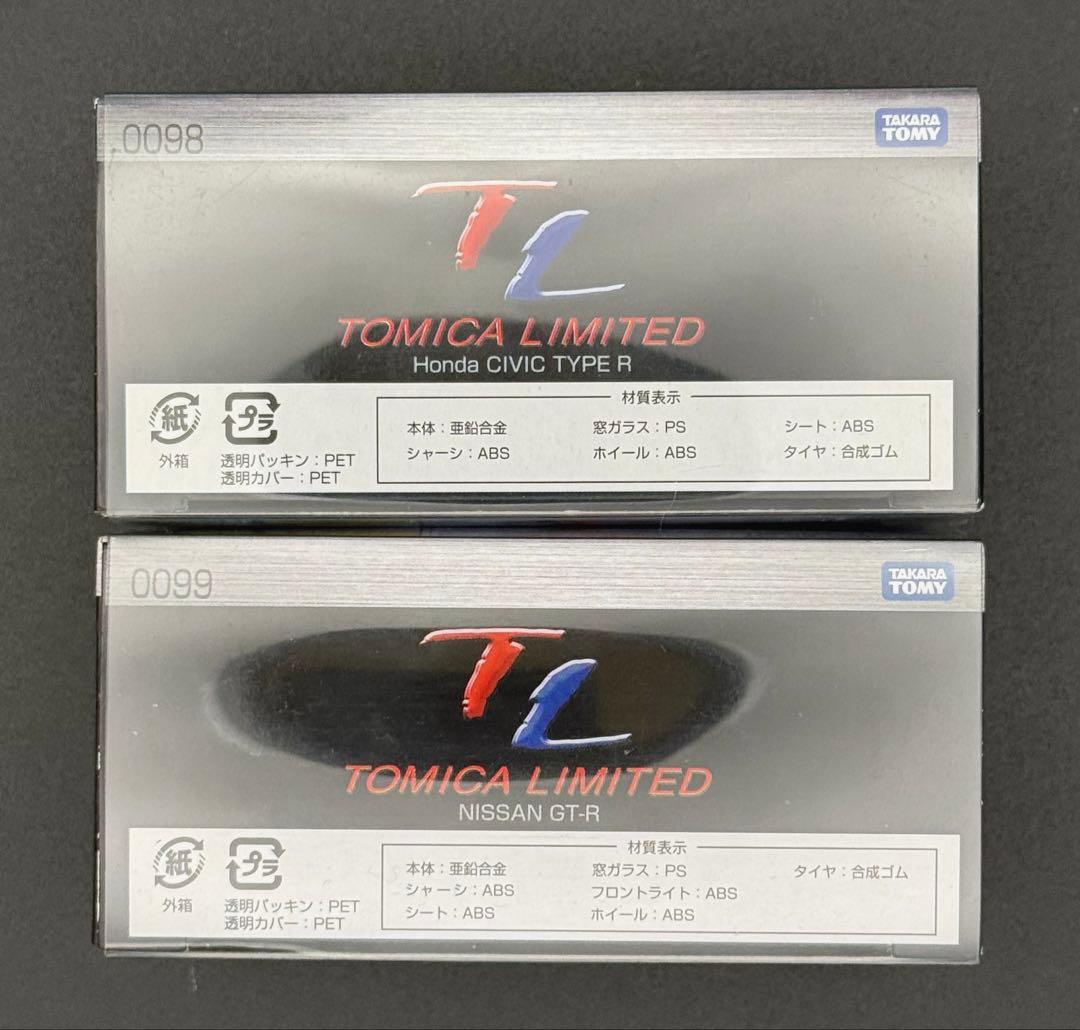 0098
TAKARA
TOMY
TL
TOMICA LIMITED
Honda CIVIC TYPE R
紙
外箱
プラ
透明パッキン：PET
透明カバー：PET
材質表示
本体：亜鉛合金 窓ガラス：PS シート：ABS
シャーシ：ABS ホイール：ABS タイヤ：合成ゴム
0099
TAKARA
TOMY
TL
TOMICA LIMITED
NISSAN GT-R
紙
外箱
プラ
透明パッキン：PET
透明カバー：PET
材質表示
本体：亜鉛合金 窓ガラス：PS タイヤ：合成ゴム
シャーシ：ABS フロントライト：ABS
シート：ABS ホイール：ABS